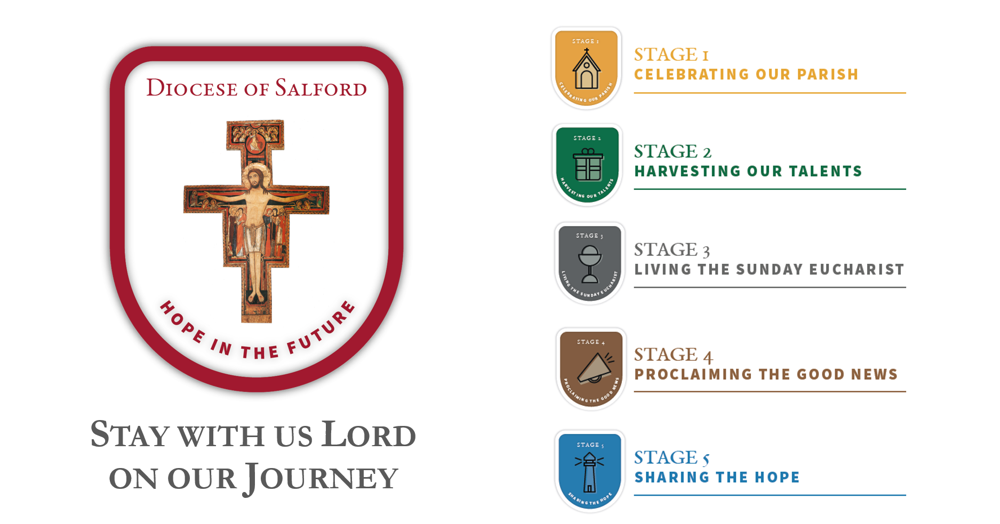 DIOCESE OF SALFORD
HOPE IN THE FUTURE
STAY WITH US LORD
ON OUR JOURNEY
STAGE 1
CELEBRATING OUR PARISH
STAGE 1
CELEBRATING OUR PARISH
STAGE 2
HARVESTING OUR TALENTS
STAGE 2
HARVESTING OUR TALENTS
STAGE 3
LIVING THE SUNDAY EUCHARIST
STAGE 3
LIVING THE SUNDAY EUCHARIST
STAGE 4
PROCLAIMING THE GOOD NEWS
STAGE 4
PROCLAIMING THE GOOD NEWS
STAGE 5
SHARING THE HOPE
STAGE 5
SHARING THE HOPE